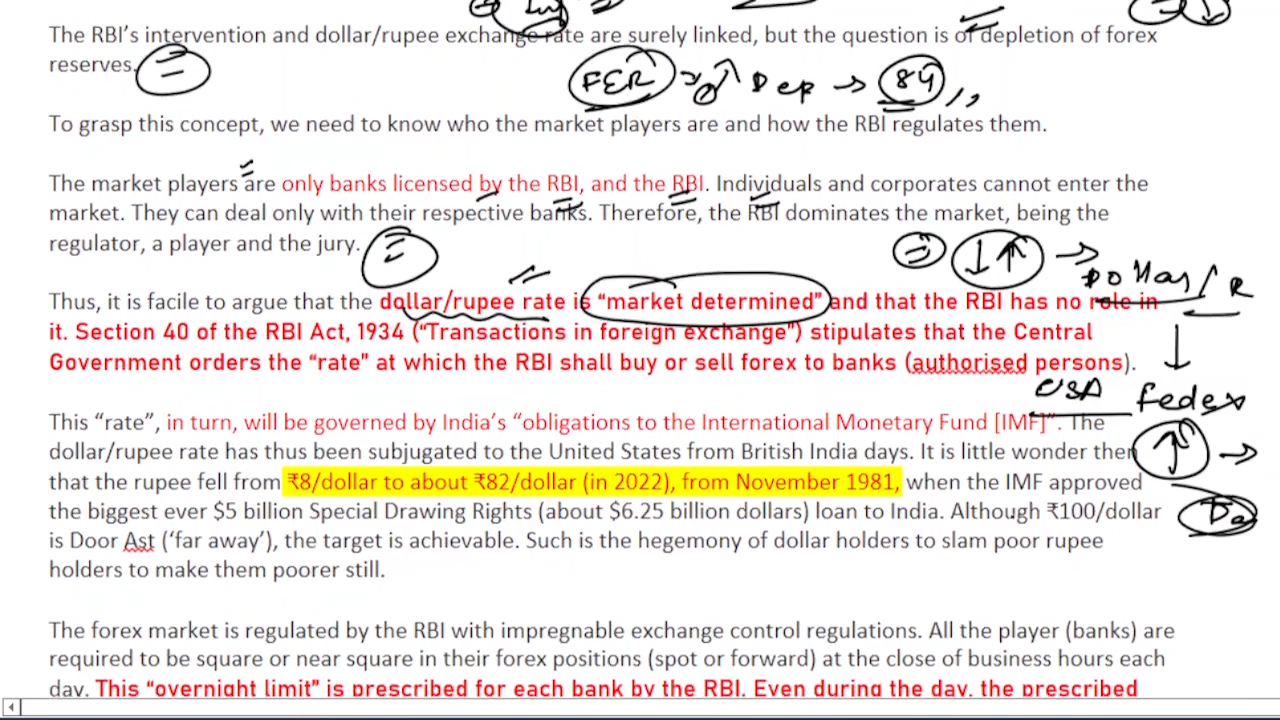 The RBI's intervention and dollar/rupee exchange rate are surely linked, but the question is of depletion of forex
reserves.
FER Dep → 84
To grasp this concept, we need to know who the market players are and how the RBI regulates them.
The market players are only banks licensed by the RBI, and the RBI. Individuals and corporates cannot enter the
market. They can deal only with their respective banks. Therefore, the RBI dominates the market, being the
regulator, a player and the jury.
↓↑ → Dollar / R
Thus, it is facile to argue that the dollar/rupee rate is “market determined” and that the RBI has no role in
it. Section 40 of the RBI Act, 1934 (“Transactions in foreign exchange”) stipulates that the Central
Government orders the “rate” at which the RBI shall buy or sell forex to banks (authorised persons).
USA Fedex
This “rate”, in turn, will be governed by India's “obligations to the International Monetary Fund [IMF]”. The
dollar/rupee rate has thus been subjugated to the United States from British India days. It is little wonder then
that the rupee fell from ₹8/dollar to about ₹82/dollar (in 2022), from November 1981, when the IMF approved
the biggest ever $5 billion Special Drawing Rights (about $6.25 billion dollars) loan to India. Although ₹100/dollar
is Door Ast (‘far away’), the target is achievable. Such is the hegemony of dollar holders to slam poor rupee
holders to make them poorer still.
The forex market is regulated by the RBI with impregnable exchange control regulations. All the player (banks) are
required to be square or near square in their forex positions (spot or forward) at the close of business hours each
day. This “overnight limit” is prescribed for each bank by the RBI. Even during the day, the prescribed